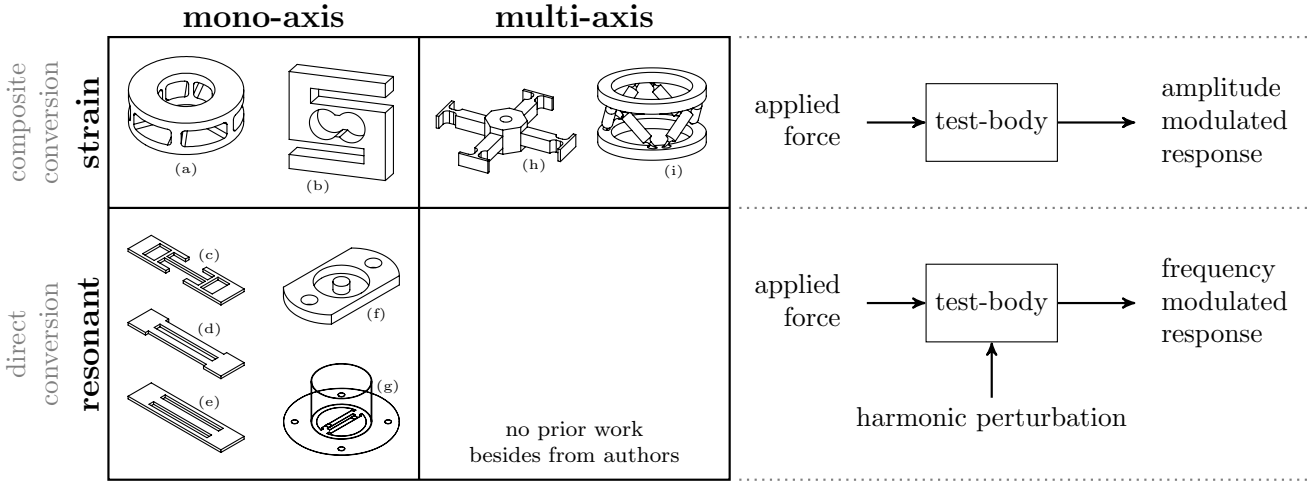 mono-axis
multi-axis
composite
conversion
strain
(a)
(b)
(h)
(i)
applied
force
test-body
amplitude
modulated
response
direct
conversion
resonant
(c)
(d)
(e)
(f)
(g)
no prior work
besides from authors
applied
force
test-body
frequency
modulated
response
harmonic perturbation